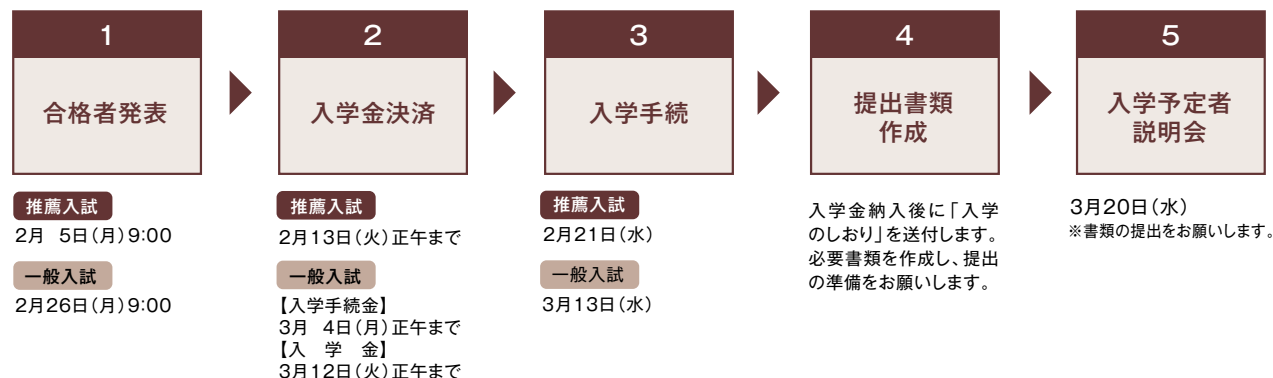 1
合格者発表
推薦入試
2月 5日(月)9:00
一般入試
2月26日(月)9:00
2
入学金決済
推薦入試
2月13日(火)正午まで
一般入試
【入学手続金】
3月 4日(月)正午まで
【入 学 金】
3月12日(火)正午まで
3
入学手続
推薦入試
2月21日(水)
一般入試
3月13日(水)
4
提出書類
作成
入学金納入後に「入学
のしおり」を送付します。
必要書類を作成し、提出
の準備をお願いします。
5
入学予定者
説明会
3月20日(水)
※書類の提出をお願いします。